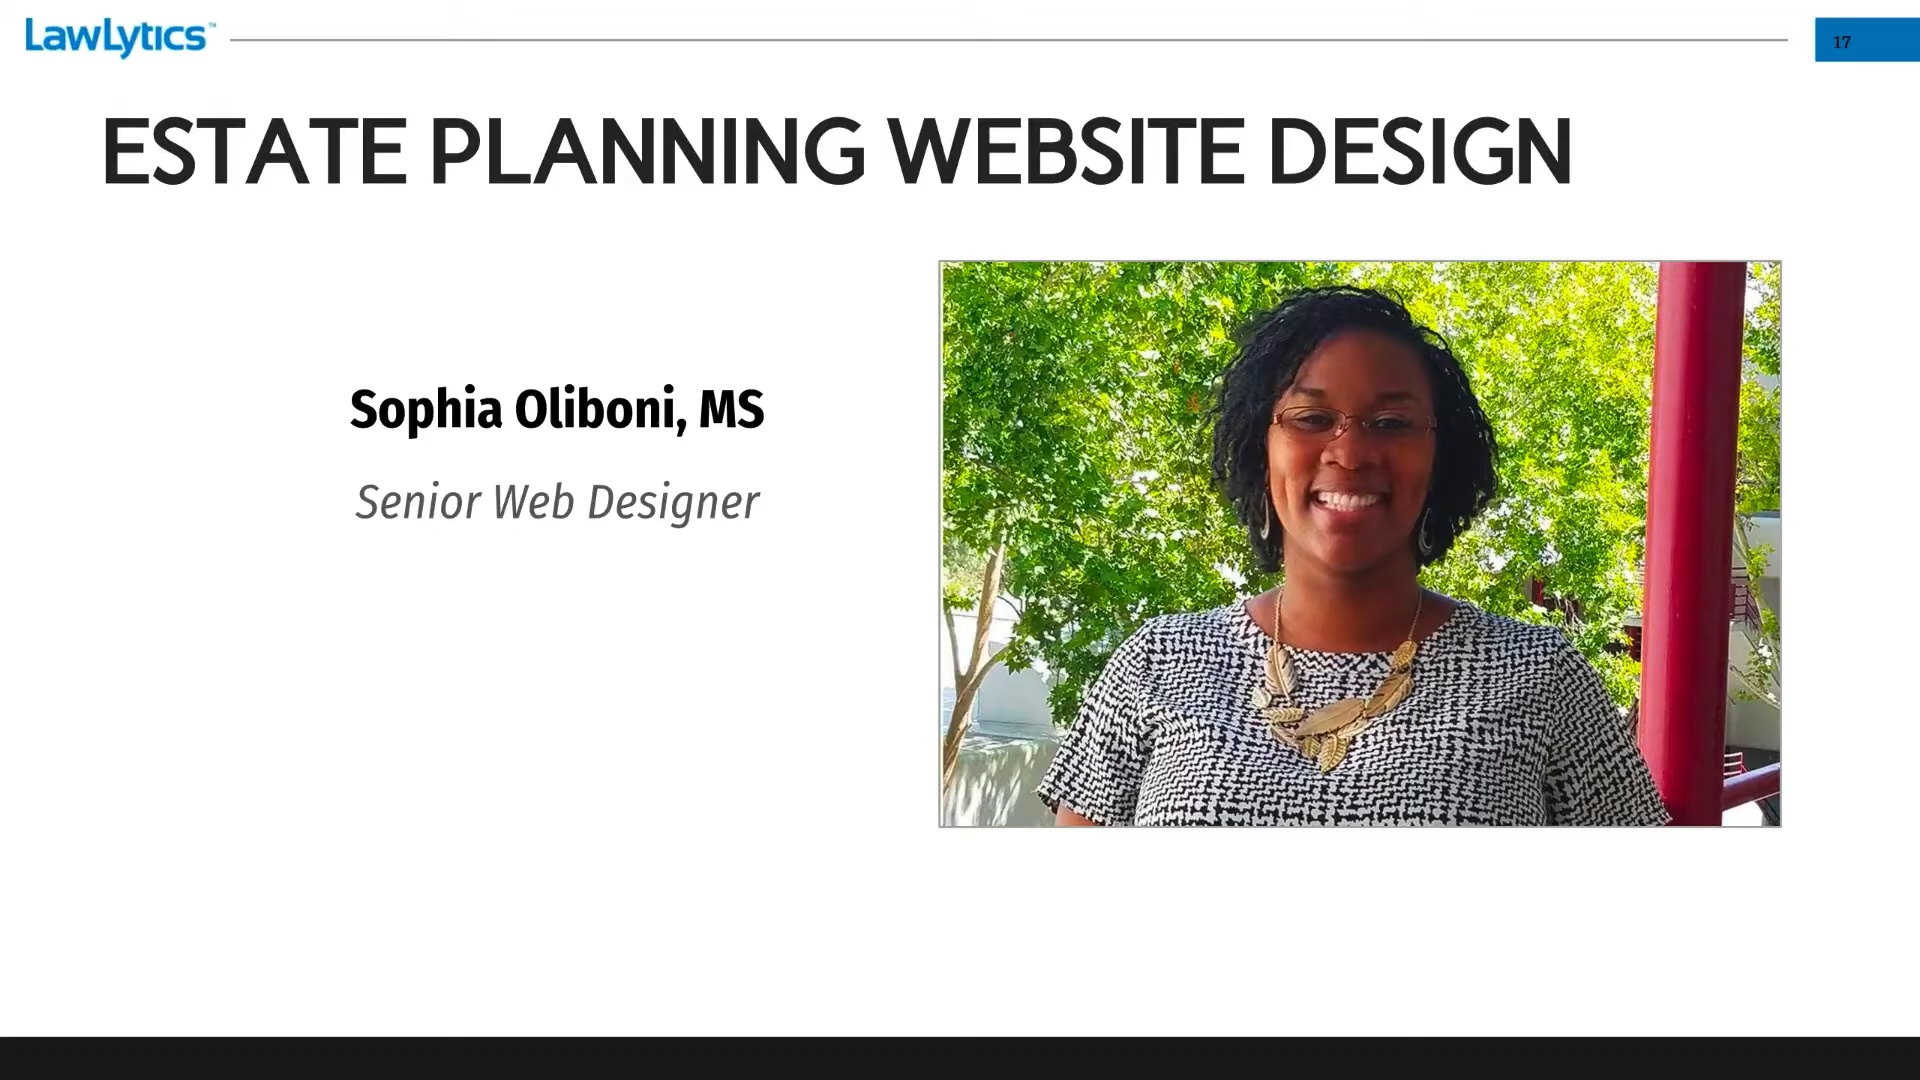 LawLytics™
17
ESTATE PLANNING WEBSITE DESIGN
Sophia Oliboni, MS
Senior Web Designer